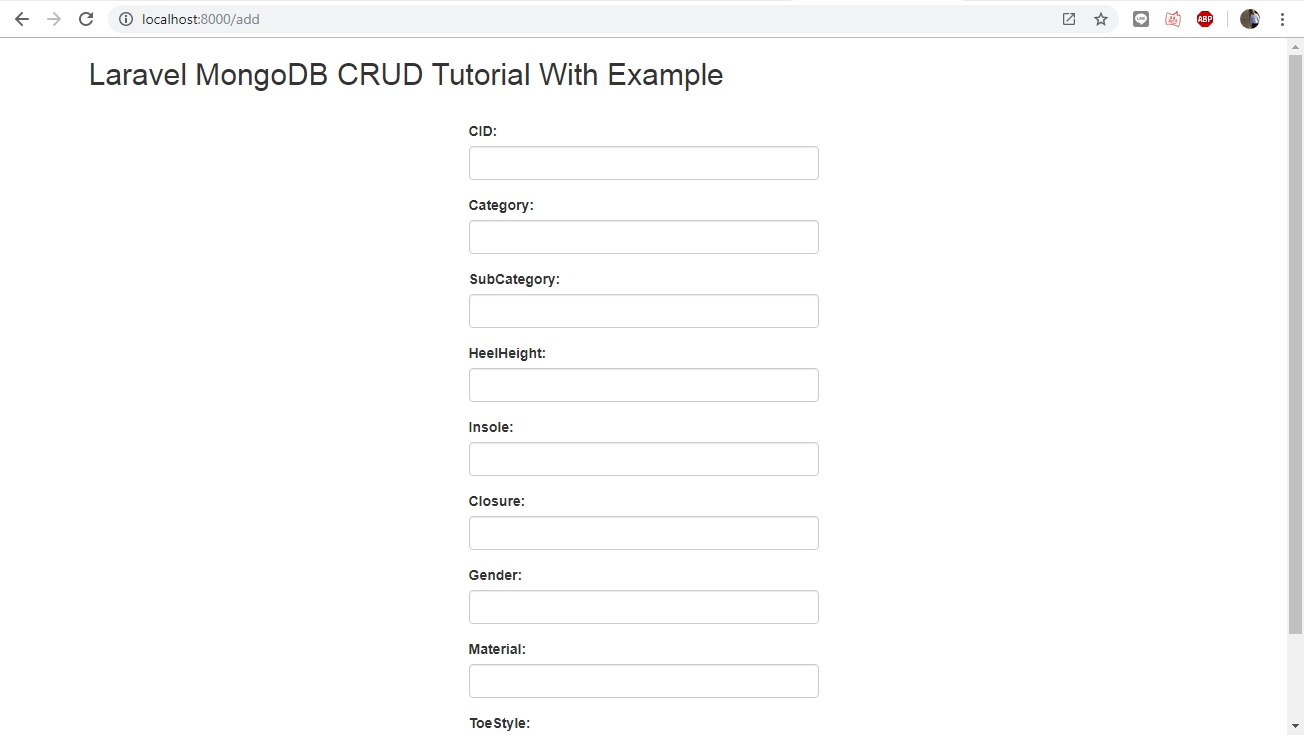 localhost:8000/add
ABP
Laravel MongoDB CRUD Tutorial With Example
CID:
Category:
SubCategory:
HeelHeight:
Insole:
Closure:
Gender:
Material:
ToeStyle: